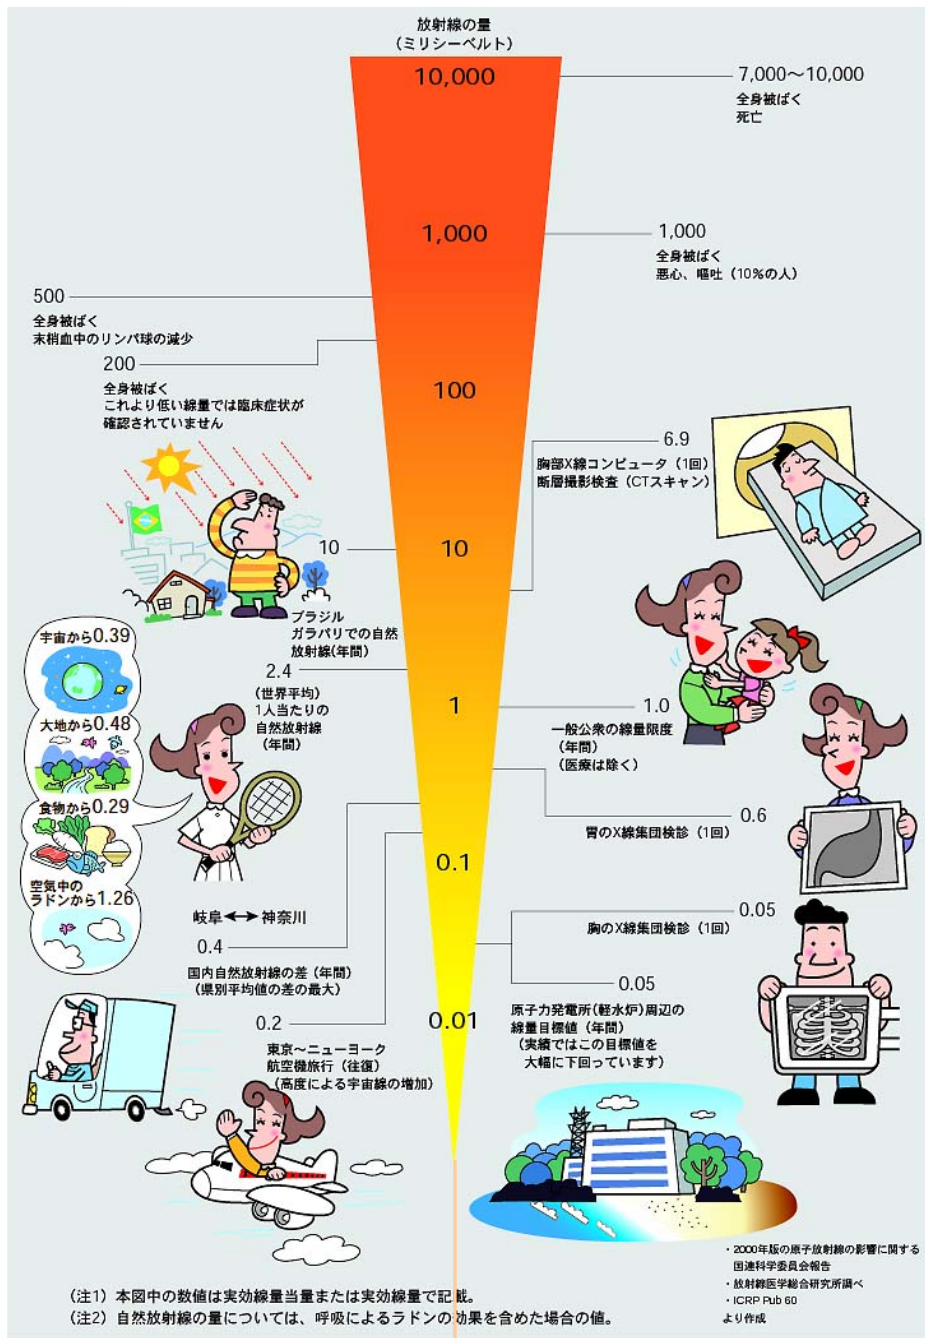 放射線の量
（ミリシーベルト）
10,000
7,000〜10,000
全身被ばく
死亡
1,000
1,000
全身被ばく
悪心、嘔吐（10%の人）
500
全身被ばく
末梢血中のリンパ球の減少
200
全身被ばく
これより低い線量では臨床症状が
確認されていません
100
6.9
胸部X線コンピュータ（1回）
断層撮影検査（CTスキャン）
10
10
ブラジル
ガラパリでの自然
放射線(年間)
宇宙から0.39
大地から0.48
食物から0.29
空気中の
ラドンから1.26
2.4
（世界平均）
1人当たりの
自然放射線
（年間）
1
1.0
一般公衆の線量限度
（年間）
（医療は除く）
0.6
胃のX線集団検診（1回）
0.1
岐阜↔神奈川
0.4
国内自然放射線の差（年間）
（県別平均値の差の最大）
0.05
胸のX線集団検診（1回）
0.05
原子力発電所(軽水炉)周辺の
線量目標値（年間）
（実績ではこの目標値を
大幅に下回っています）
0.01
0.2
東京〜ニューヨーク
航空機旅行（往復）
（高度による宇宙線の増加）
・2000年版の原子放射線の影響に関する
国連科学委員会報告
・放射線医学総合研究所調べ
・ICRP Pub 60
より作成
（注1）本図中の数値は実効線量当量または実効線量で記載。
（注2）自然放射線の量については、呼吸によるラドンの効果を含めた場合の値。